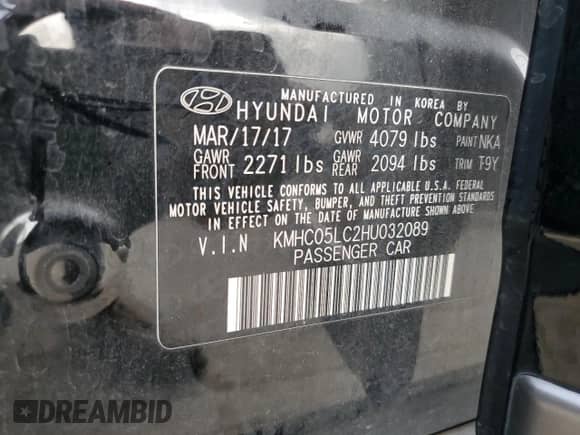 MANUFACTURED IN KOREA BY
HYUNDAI MOTOR COMPANY
MAR/17/17 GVWR 4079 lbs PAINT NKA
GAWR FRONT 2271 lbs GAWR REAR 2094 lbs TRIM T9Y
THIS VEHICLE CONFORMS TO ALL APPLICABLE U.S.A. FEDERAL
MOTOR VEHICLE SAFETY, BUMPER, AND THEFT PREVENTION STANDARDS
IN EFFECT ON THE DATE OF MANUFACTURE SHOWN ABOVE.
V.I.N KMHC05LC2HU032089
PASSENGER CAR
DREAMBID